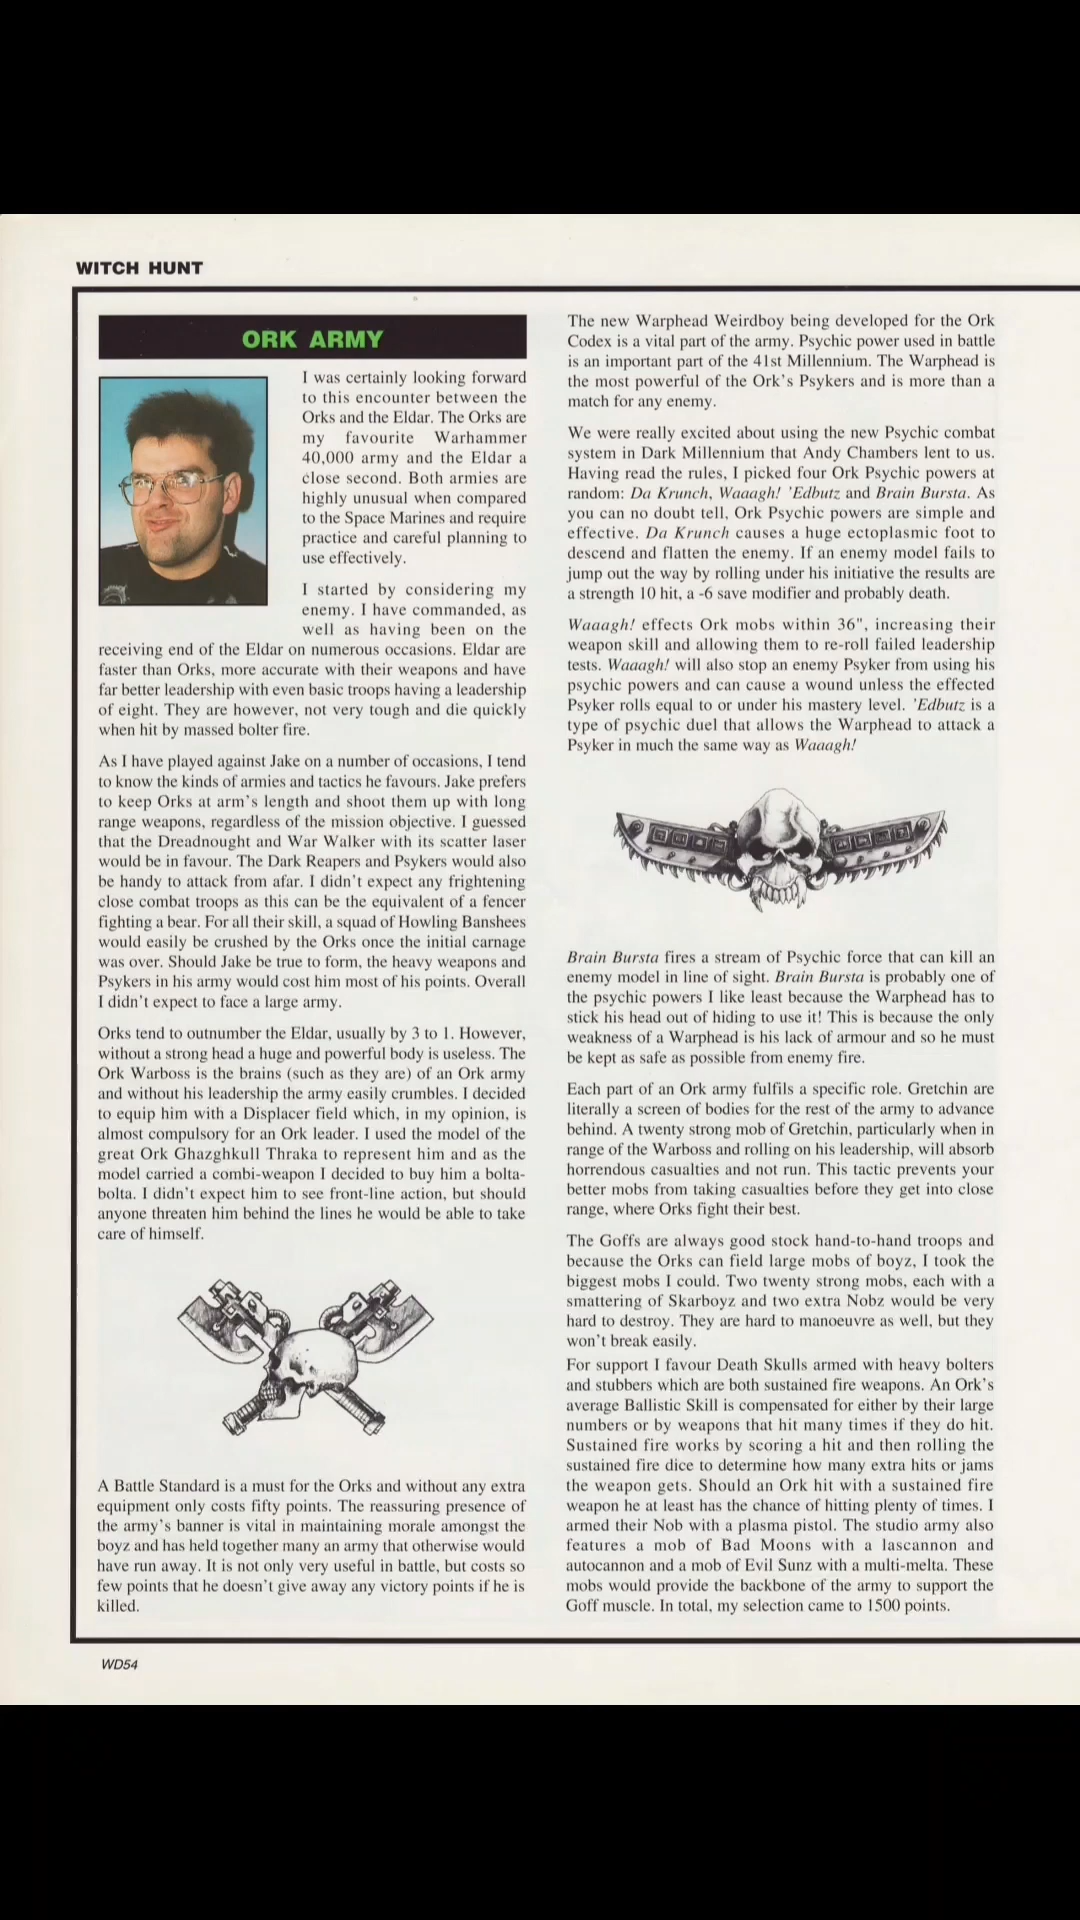 WITCH HUNT
ORK ARMY
I was certainly looking forward
to this encounter between the
Orks and the Eldar. The Orks are
my favourite Warhammer
40,000 army and the Eldar a
close second. Both armies are
highly unusual when compared
to the Space Marines and require
practice and careful planning to
use effectively.
I started by considering my
enemy. I have commanded, as
well as having been on the
receiving end of the Eldar on numerous occasions. Eldar are
faster than Orks, more accurate with their weapons and have
far better leadership with even basic troops having a leadership
of eight. They are however, not very tough and die quickly
when hit by massed bolter fire.
As I have played against Jake on a number of occasions, I tend
to know the kinds of armies and tactics he favours. Jake prefers
to keep Orks at arm's length and shoot them up with long
range weapons, regardless of the mission objective. I guessed
that the Dreadnought and War Walker with its scatter laser
would be in favour. The Dark Reapers and Psykers would also
be handy to attack from afar. I didn't expect any frightening
close combat troops as this can be the equivalent of a fencer
fighting a bear. For all their skill, a squad of Howling Banshees
would easily be crushed by the Orks once the initial carnage
was over. Should Jake be true to form, the heavy weapons and
Psykers in his army would cost him most of his points. Overall
I didn't expect to face a large army.
Orks tend to outnumber the Eldar, usually by 3 to 1. However,
without a strong head a huge and powerful body is useless. The
Ork Warboss is the brains (such as they are) of an Ork army
and without his leadership the army easily crumbles. I decided
to equip him with a Displacer field which, in my opinion, is
almost compulsory for an Ork leader. I used the model of the
great Ork Ghazghkull Thraka to represent him and as the
model carried a combi-weapon I decided to buy him a bolta-
bolta. I didn't expect him to see front-line action, but should
anyone threaten him behind the lines he would be able to take
care of himself.
A Battle Standard is a must for the Orks and without any extra
equipment only costs fifty points. The reassuring presence of
the army's banner is vital in maintaining morale amongst the
boyz and has held together many an army that otherwise would
have run away. It is not only very useful in battle, but costs so
few points that he doesn't give away any victory points if he is
killed.
The new Warphead Weirdboy being developed for the Ork
Codex is a vital part of the army. Psychic power used in battle
is an important part of the 41st Millennium. The Warphead is
the most powerful of the Ork's Psykers and is more than a
match for any enemy.
We were really excited about using the new Psychic combat
system in Dark Millennium that Andy Chambers lent to us.
Having read the rules, I picked four Ork Psychic powers at
random: Da Krunch, Waaagh! 'Edbutz and Brain Bursta. As
you can no doubt tell, Ork Psychic powers are simple and
effective. Da Krunch causes a huge ectoplasmic foot to
descend and flatten the enemy. If an enemy model fails to
jump out the way by rolling under his initiative the results are
a strength 10 hit, a -6 save modifier and probably death.
Waaagh! effects Ork mobs within 36", increasing their
weapon skill and allowing them to re-roll failed leadership
tests. Waaagh! will also stop an enemy Psyker from using his
psychic powers and can cause a wound unless the effected
Psyker rolls equal to or under his mastery level. 'Edbutz is a
type of psychic duel that allows the Warphead to attack a
Psyker in much the same way as Waaagh!
Brain Bursta fires a stream of Psychic force that can kill an
enemy model in line of sight. Brain Bursta is probably one of
the psychic powers I like least because the Warphead has to
stick his head out of hiding to use it! This is because the only
weakness of a Warphead is his lack of armour and so he must
be kept as safe as possible from enemy fire.
Each part of an Ork army fulfils a specific role. Gretchin are
literally a screen of bodies for the rest of the army to advance
behind. A twenty strong mob of Gretchin, particularly when in
range of the Warboss and rolling on his leadership, will absorb
horrendous casualties and not run. This tactic prevents your
better mobs from taking casualties before they get into close
range, where Orks fight their best.
The Goffs are always good stock hand-to-hand troops and
because the Orks can field large mobs of boyz, I took the
biggest mobs I could. Two twenty strong mobs, each with a
smattering of Skarboyz and two extra Nobz would be very
hard to destroy. They are hard to manoeuvre as well, but they
won't break easily.
For support I favour Death Skulls armed with heavy bolters
and stubbers which are both sustained fire weapons. An Ork's
average Ballistic Skill is compensated for either by their large
numbers or by weapons that hit many times if they do hit.
Sustained fire works by scoring a hit and then rolling the
sustained fire dice to determine how many extra hits or jams
the weapon gets. Should an Ork hit with a sustained fire
weapon he at least has the chance of hitting plenty of times. I
armed their Nob with a plasma pistol. The studio army also
features a mob of Bad Moons with a lascannon and
autocannon and a mob of Evil Sunz with a multi-melta. These
mobs would provide the backbone of the army to support the
Goff muscle. In total, my selection came to 1500 points.
WD54